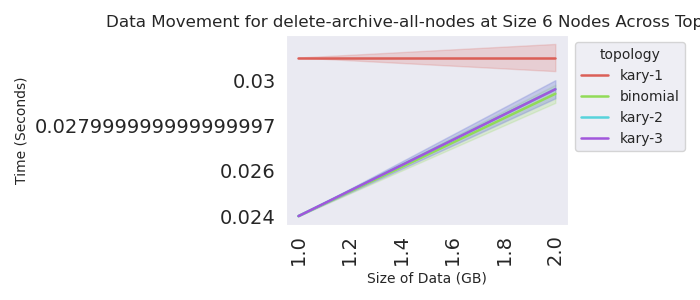 Data Movement for delete-archive-all-nodes at Size 6 Nodes Across Top
topology
kary-1
binomial
kary-2
kary-3
Time (Seconds)
0.03
0.027999999999999997
0.026
0.024
1.0
1.2
1.4
1.6
1.8
2.0
Size of Data (GB)